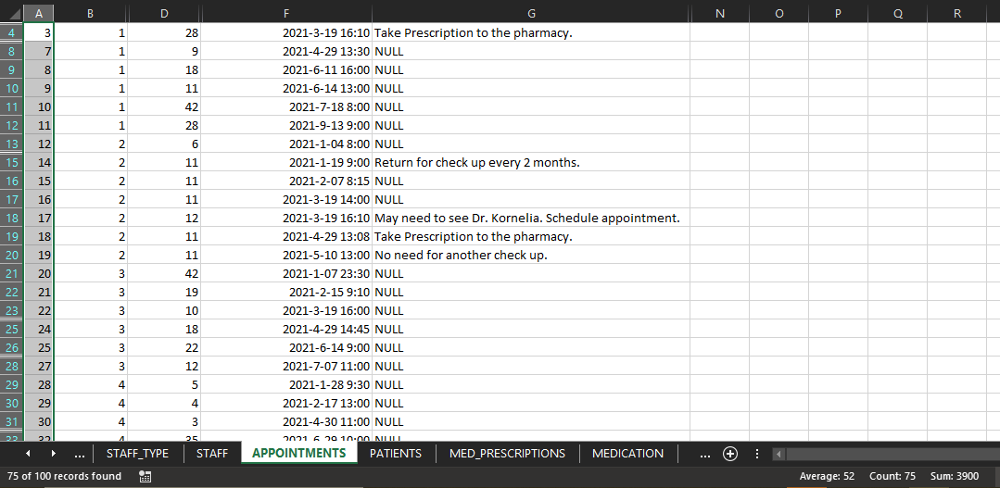 A B D F G N O P Q R
4 3 1 28 2021-3-19 16:10 Take Prescription to the pharmacy.
8 7 1 9 2021-4-29 13:30 NULL
9 8 1 18 2021-6-11 16:00 NULL
10 9 1 11 2021-6-14 13:00 NULL
11 10 1 42 2021-7-18 8:00 NULL
12 11 1 28 2021-9-13 9:00 NULL
13 12 2 6 2021-1-04 8:00 NULL
15 14 2 11 2021-1-19 9:00 Return for check up every 2 months.
16 15 2 11 2021-2-07 8:15 NULL
17 16 2 11 2021-3-19 14:00 NULL
18 17 2 12 2021-3-19 16:10 May need to see Dr. Kornelia. Schedule appointment.
19 18 2 11 2021-4-29 13:08 Take Prescription to the pharmacy.
20 19 2 11 2021-5-10 13:00 No need for another check up.
21 20 3 42 2021-1-07 23:30 NULL
22 21 3 19 2021-2-15 9:10 NULL
23 22 3 10 2021-3-19 16:00 NULL
25 24 3 18 2021-4-29 14:45 NULL
26 25 3 22 2021-6-14 9:00 NULL
28 27 3 12 2021-7-07 11:00 NULL
29 28 4 5 2021-1-28 9:30 NULL
30 29 4 4 2021-2-17 13:00 NULL
31 30 4 3 2021-4-30 11:00 NULL
33 32 4 35 2021-6-29 10:00 NULL
... STAFF_TYPE STAFF APPOINTMENTS PATIENTS MED_PRESCRIPTIONS MEDICATION ...
75 of 100 records found Average: 52 Count: 75 Sum: 3900